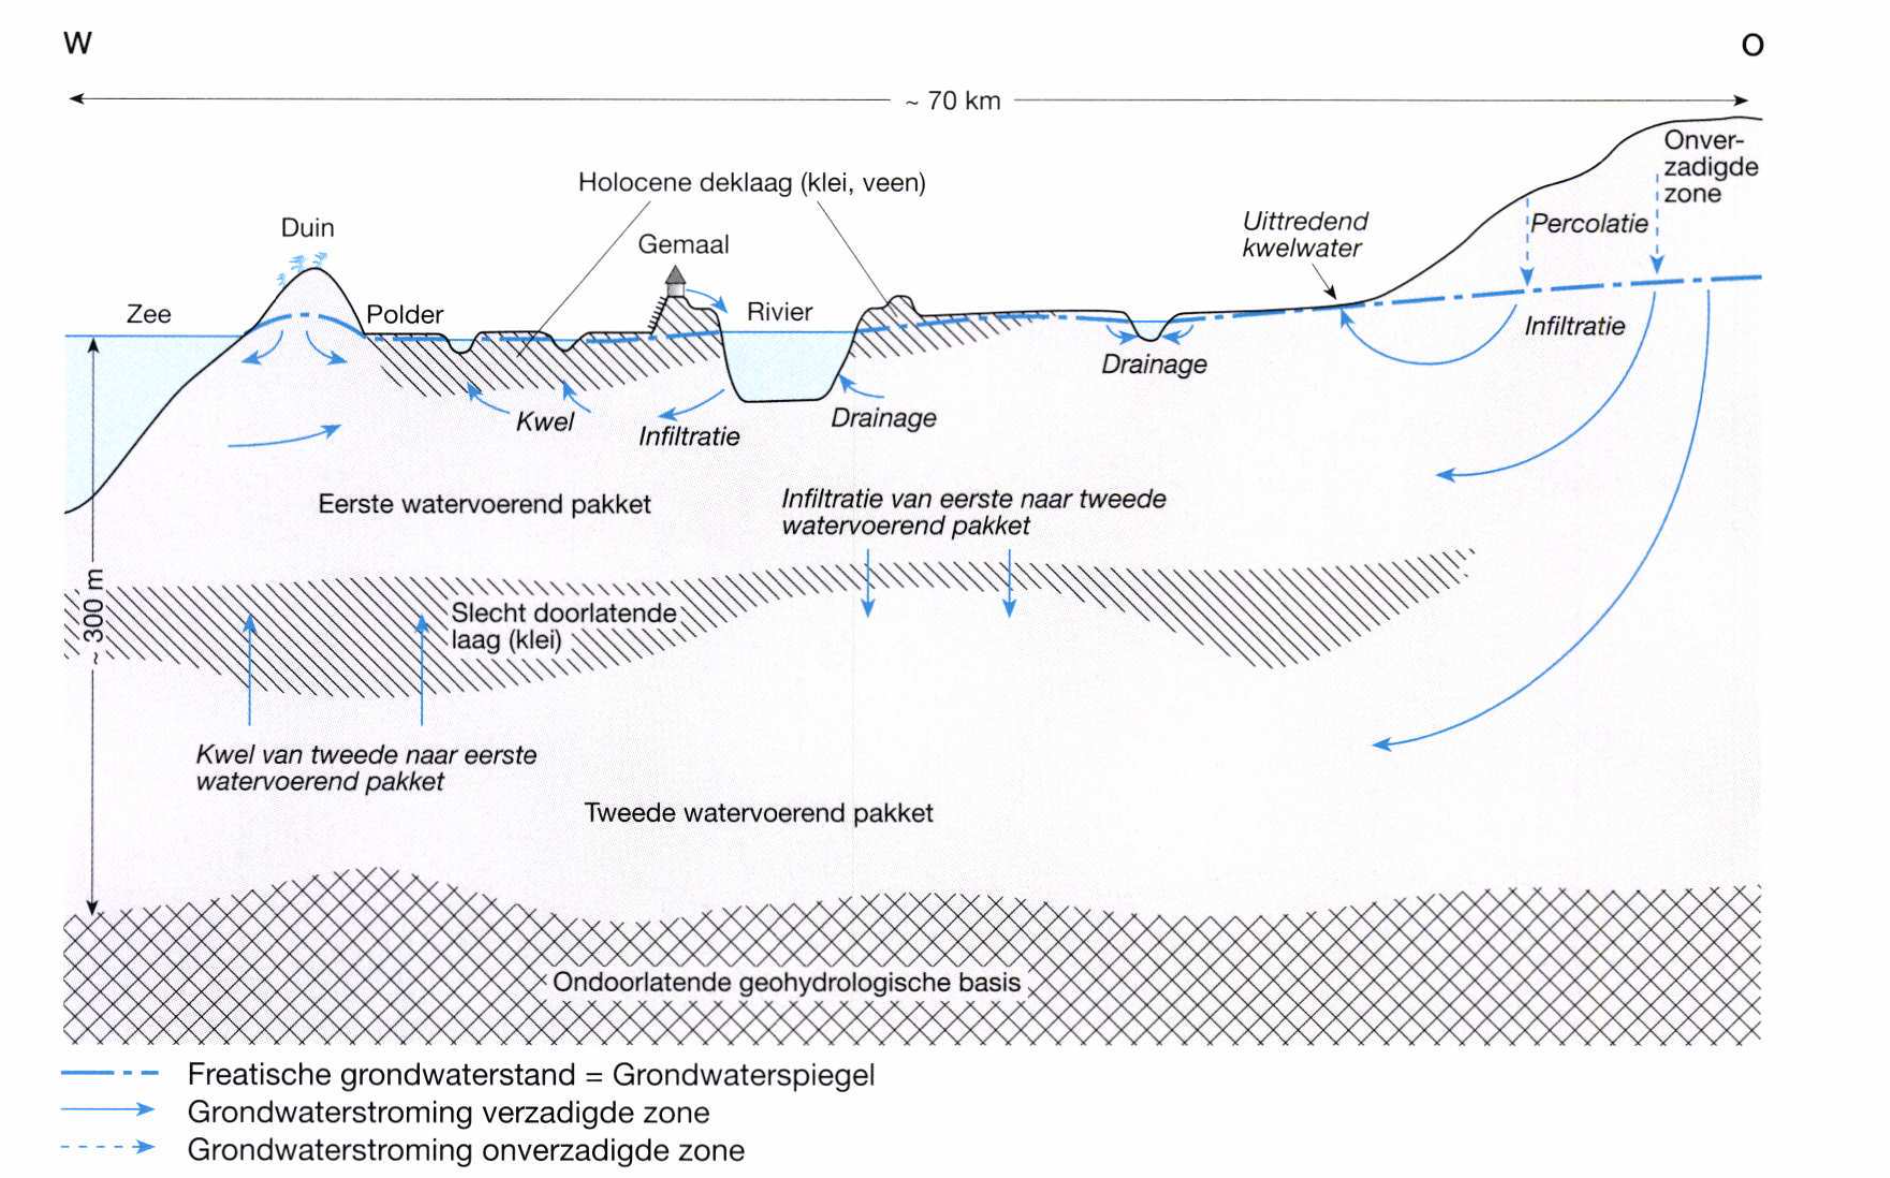 W
O
~ 70 km
Onver-
zadigde
zone
Holocene deklaag (klei, veen)
Duin
Gemaal
Uittredend
kwelwater
Percolatie
Zee
Polder
Rivier
Infiltratie
Drainage
Kwel
Infiltratie
Drainage
Eerste watervoerend pakket
Infiltratie van eerste naar tweede
watervoerend pakket
~ 300 m
Slecht doorlatende
laag (klei)
Kwel van tweede naar eerste
watervoerend pakket
Tweede watervoerend pakket
Ondoorlatende geohydrologische basis
Freatische grondwaterstand = Grondwaterspiegel
Grondwaterstroming verzadigde zone
Grondwaterstroming onverzadigde zone